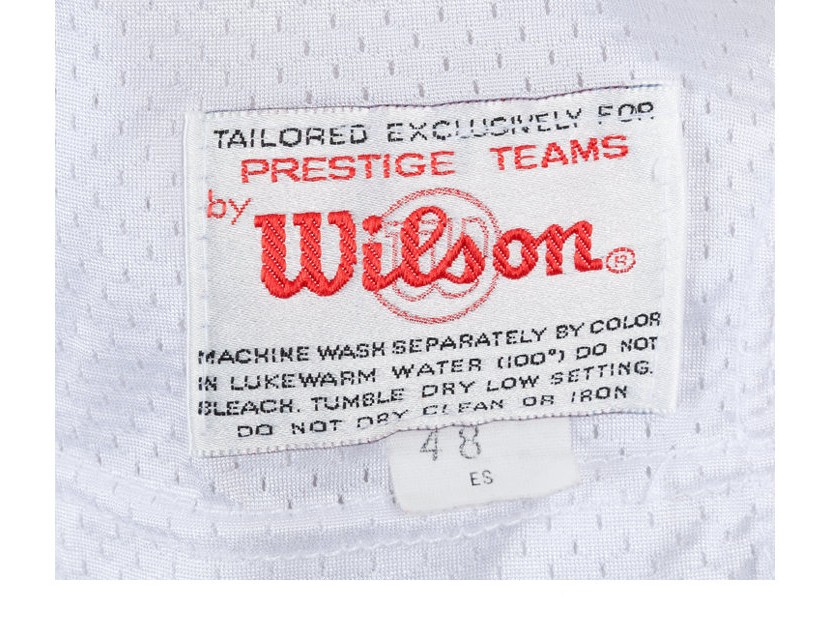 TAILORED EXCLUSIVELY FOR
PRESTIGE TEAMS
by Wilson®
MACHINE WASH SEPARATELY BY COLOR
IN LUKEWARM WATER (100°) DO NOT
BLEACH. TUMBLE DRY LOW SETTING.
DO NOT DRY CLEAN OR IRON
48
ES